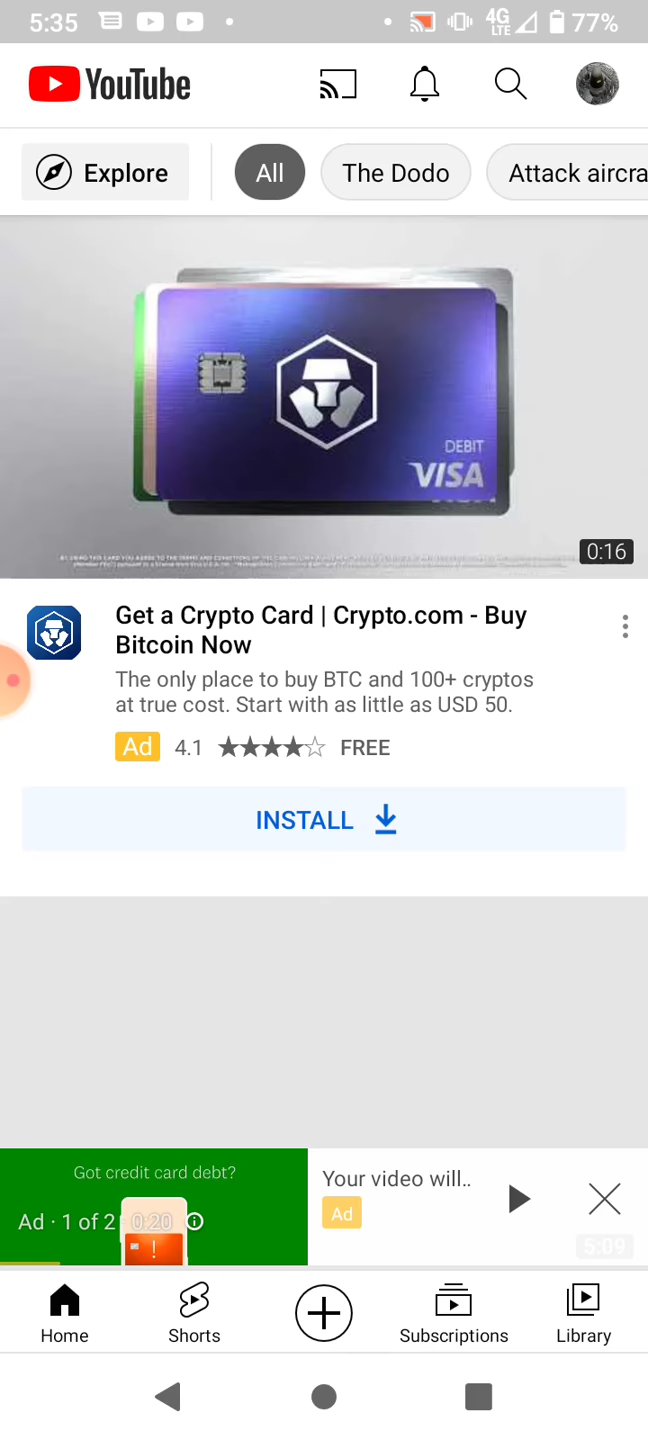 5:35
4G
LTE
77%
YouTube
Explore
All
The Dodo
Attack aircra
DEBIT
VISA
0:16
Get a Crypto Card | Crypto.com - Buy
Bitcoin Now
The only place to buy BTC and 100+ cryptos
at true cost. Start with as little as USD 50.
Ad 4.1 ★★★★☆ FREE
INSTALL
Got credit card debt?
Ad · 1 of 2 0:20
Your video will..
Ad
5:09
Home
Shorts
Subscriptions
Library